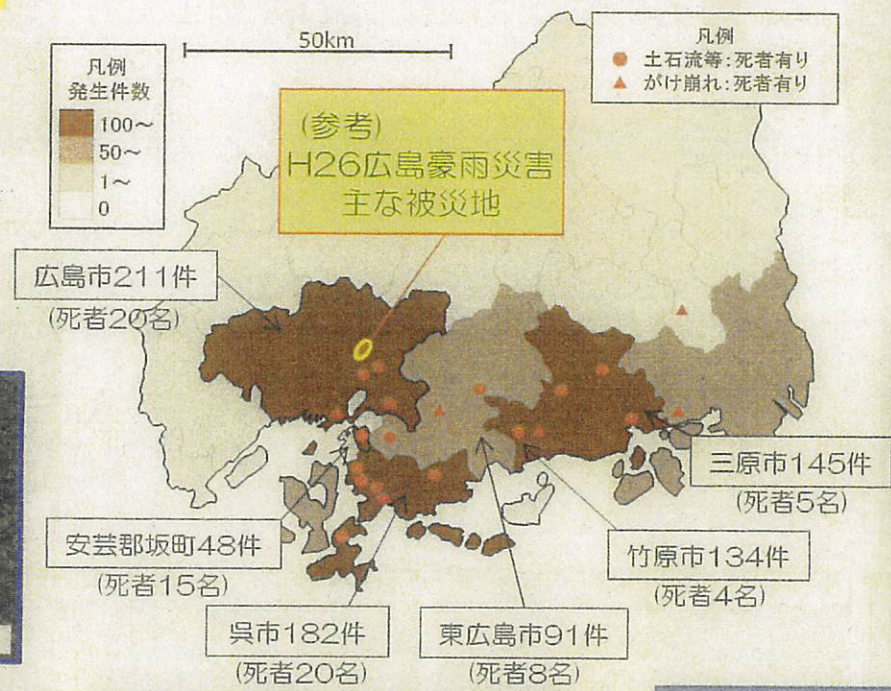 凡例
発生件数
100～
50～
1～
0
50km
凡例
土石流等：死者有り
がけ崩れ：死者有り
(参考)
H26広島豪雨災害
主な被災地
広島市211件
(死者20名)
三原市145件
(死者5名)
安芸郡坂町48件
(死者15名)
竹原市134件
(死者4名)
呉市182件
(死者20名)
東広島市91件
(死者8名)